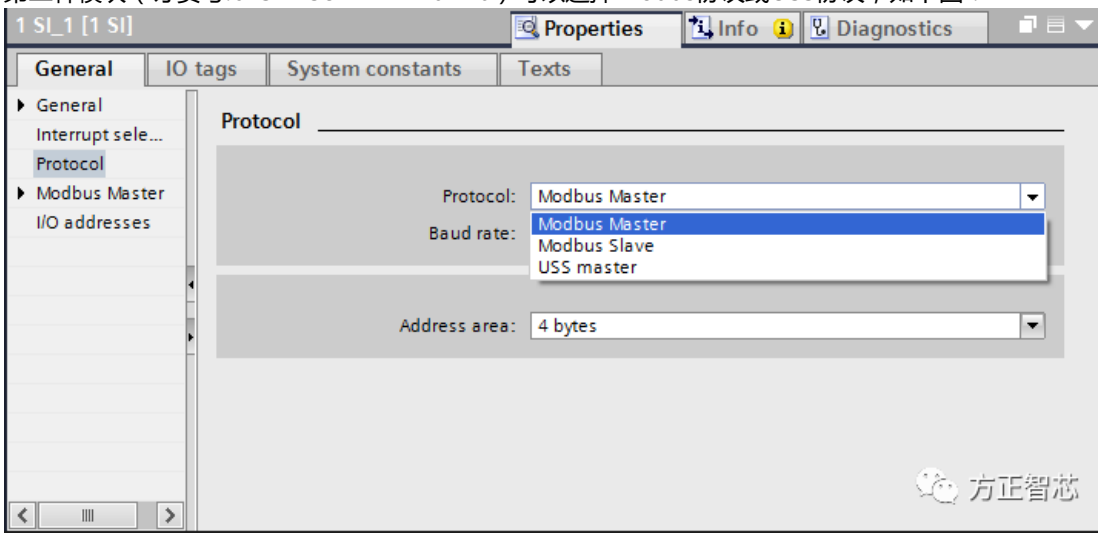 1 SI_1 [1 SI]
Properties
Info
Diagnostics
General
IO tags
System constants
Texts
General
Interrupt sele...
Protocol
Modbus Master
I/O addresses
Protocol
Protocol:
Modbus Master
Modbus Master
Modbus Slave
USS master
Baud rate:
Address area:
4 bytes
方正智芯